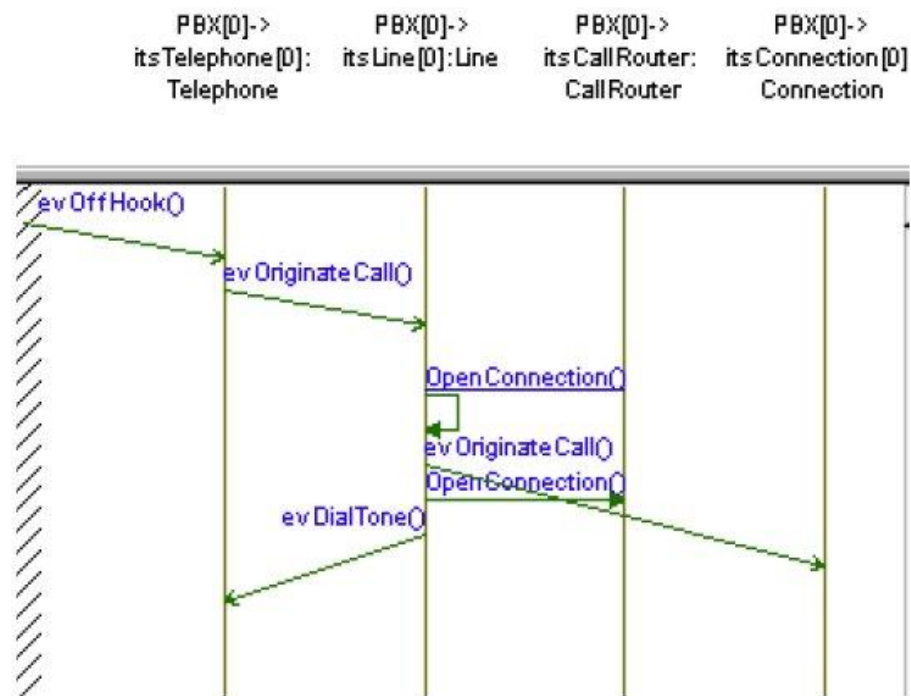 PBX[0]->
itsTelephone[0]:
Telephone
PBX[0]->
itsLine[0]:Line
PBX[0]->
itsCallRouter:
CallRouter
PBX[0]->
itsConnection[0]
Connection
evOffHook()
evOriginateCall()
OpenConnection()
evOriginateCall()
OpenConnection()
evDialTone()